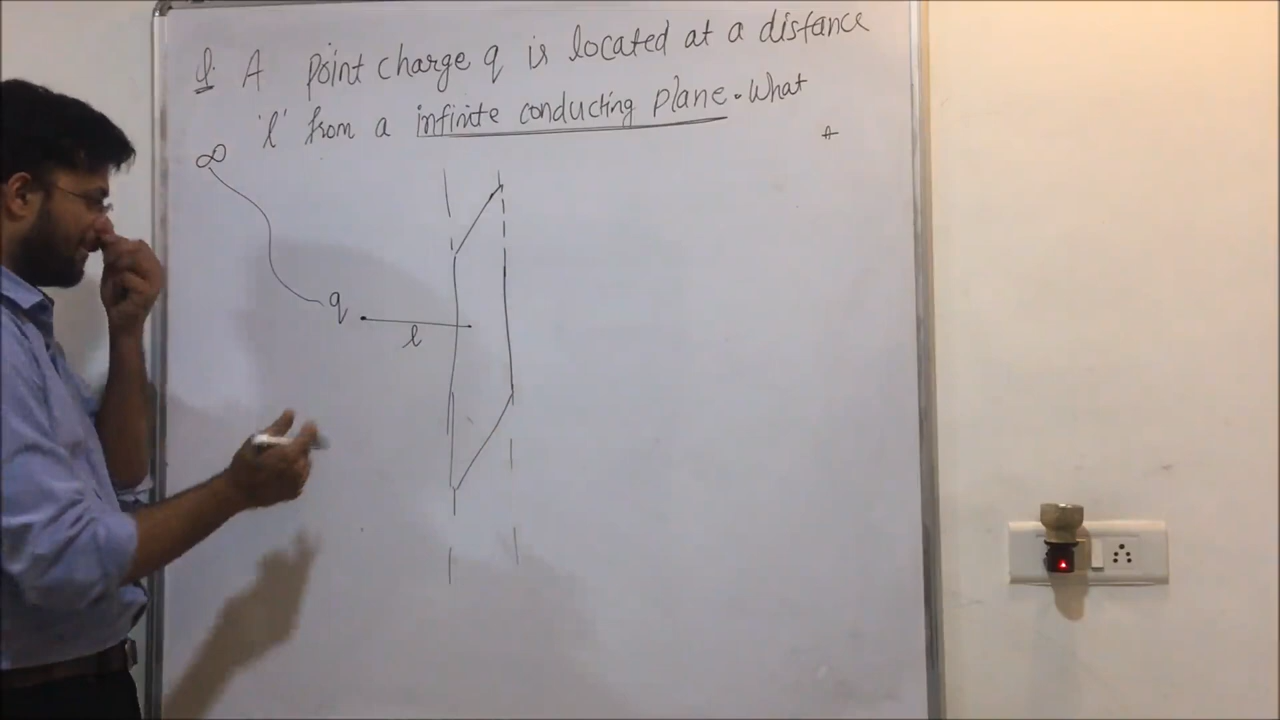 Q. A point charge q is located at a distance
'l' from a infinite conducting plane. What
∞
q
l